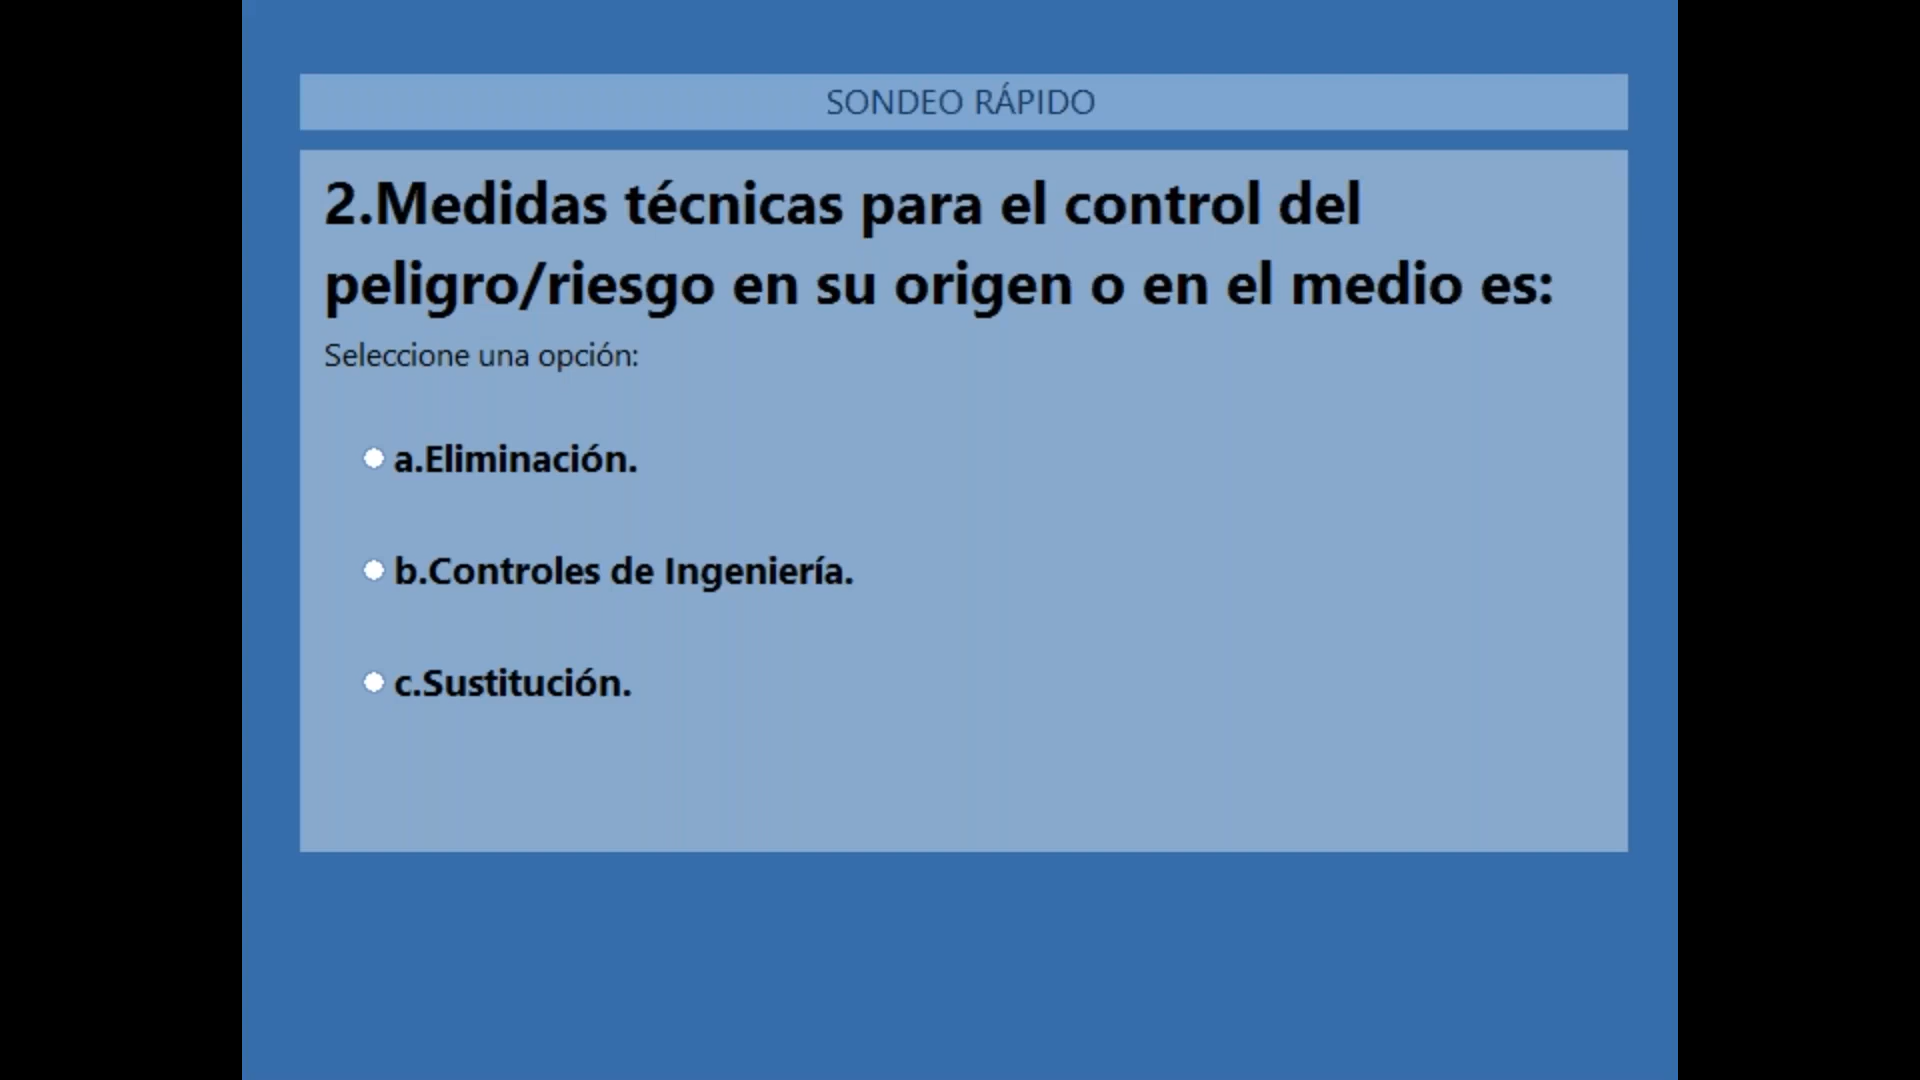 SONDEO RÁPIDO
2.Medidas técnicas para el control del
peligro/riesgo en su origen o en el medio es:
Seleccione una opción:
a.Eliminación.
b.Controles de Ingeniería.
c.Sustitución.